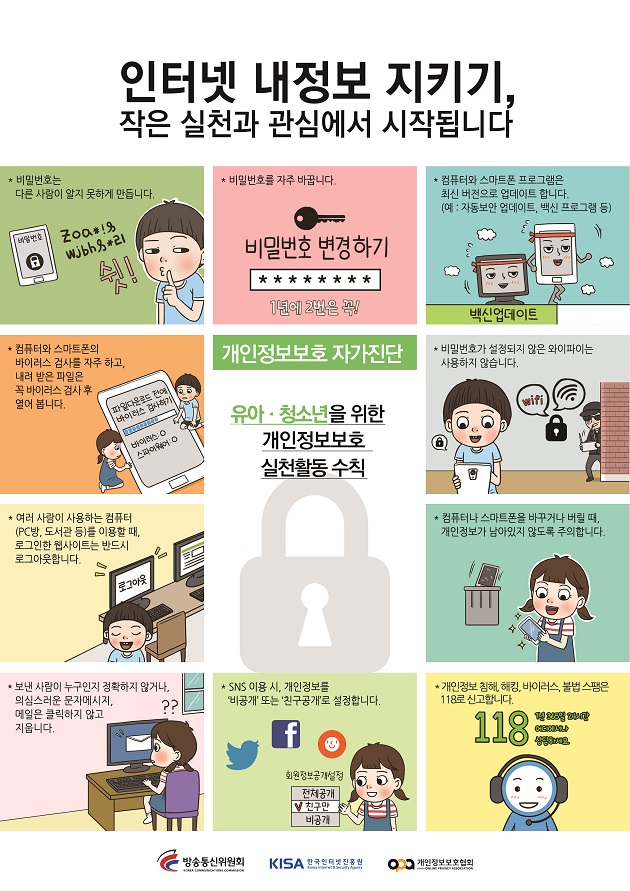 인터넷 내정보 지키기,
작은 실천과 관심에서 시작됩니다
* 비밀번호는
다른 사람이 알지 못하게 만듭니다.
비밀번호
쉿!
* 비밀번호를 자주 바꿉니다.
비밀번호 변경하기
********
1년에 2번은 꼭!
* 컴퓨터와 스마트폰 프로그램은
최신 버전으로 업데이트 합니다.
(예 : 자동보안 업데이트, 백신 프로그램 등)
백신업데이트
* 컴퓨터와 스마트폰의
바이러스 검사를 자주 하고,
내려 받은 파일은
꼭 바이러스 검사 후
열어 봅니다.
파일다운로드 전에
바이러스 검사하기
바이러스: 0
스파이웨어: 0
개인정보보호 자가진단
유아 · 청소년을 위한
개인정보보호
실천활동 수칙
* 비밀번호가 설정되지 않은 와이파이는
사용하지 않습니다.
wifi
* 여러 사람이 사용하는 컴퓨터
(PC방, 도서관 등)를 이용할 때,
로그인한 웹사이트는 반드시
로그아웃합니다.
로그아웃
* 컴퓨터나 스마트폰을 바꾸거나 버릴 때,
개인정보가 남아있지 않도록 주의합니다.
* 보낸 사람이 누구인지 정확하지 않거나,
의심스러운 문자메시지,
메일은 클릭하지 않고
지웁니다.
??
* SNS 이용 시, 개인정보를
'비공개' 또는 '친구공개'로 설정합니다.
f
회원정보공개설정
전체공개
친구만
비공개
* 개인정보 침해, 해킹, 바이러스, 불법 스팸은
118로 신고합니다.
118
1년 365일 24시간
어디에서나
상담하세요.
방송통신위원회
KOREA COMMUNICATIONS COMMISSION
KISA 한국인터넷진흥원
Korea Internet & Security Agency
opa 개인정보보호협회
KOREA ONLINE PRIVACY ASSOCIATION